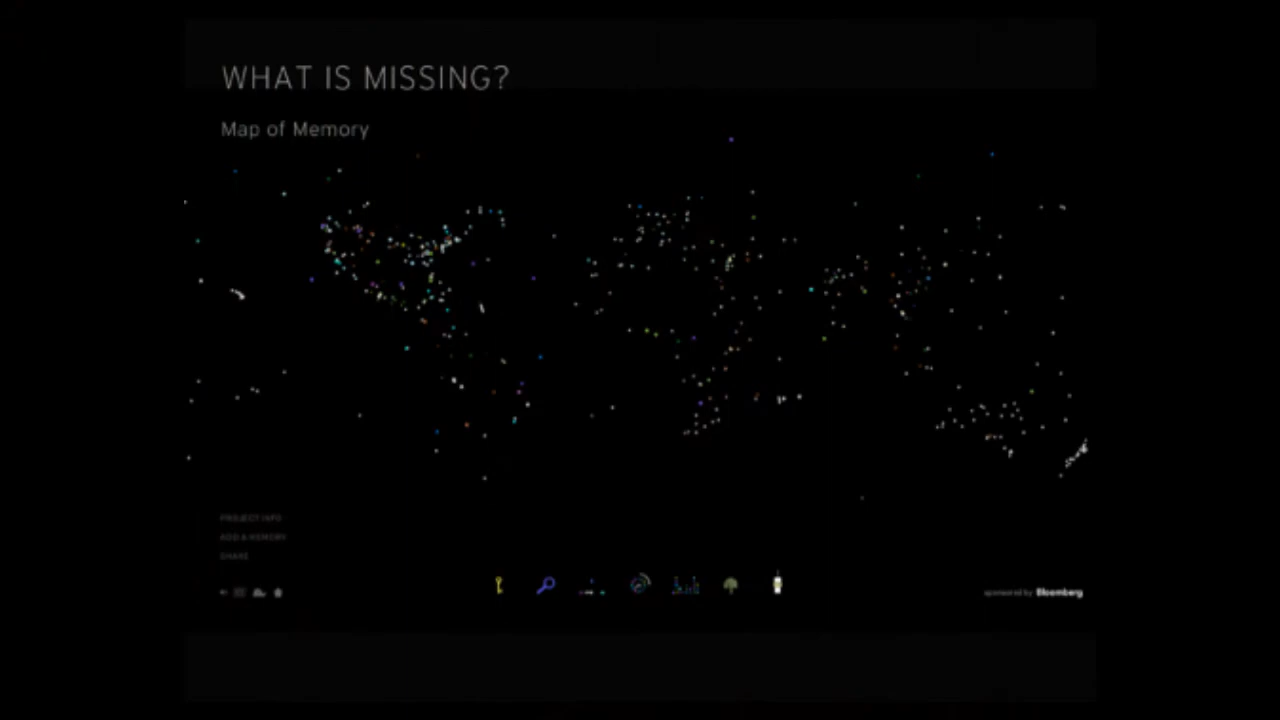 WHAT IS MISSING?
Map of Memory
PROJECT INFO
ADD A MEMORY
SHARE
sponsored by Bloomberg